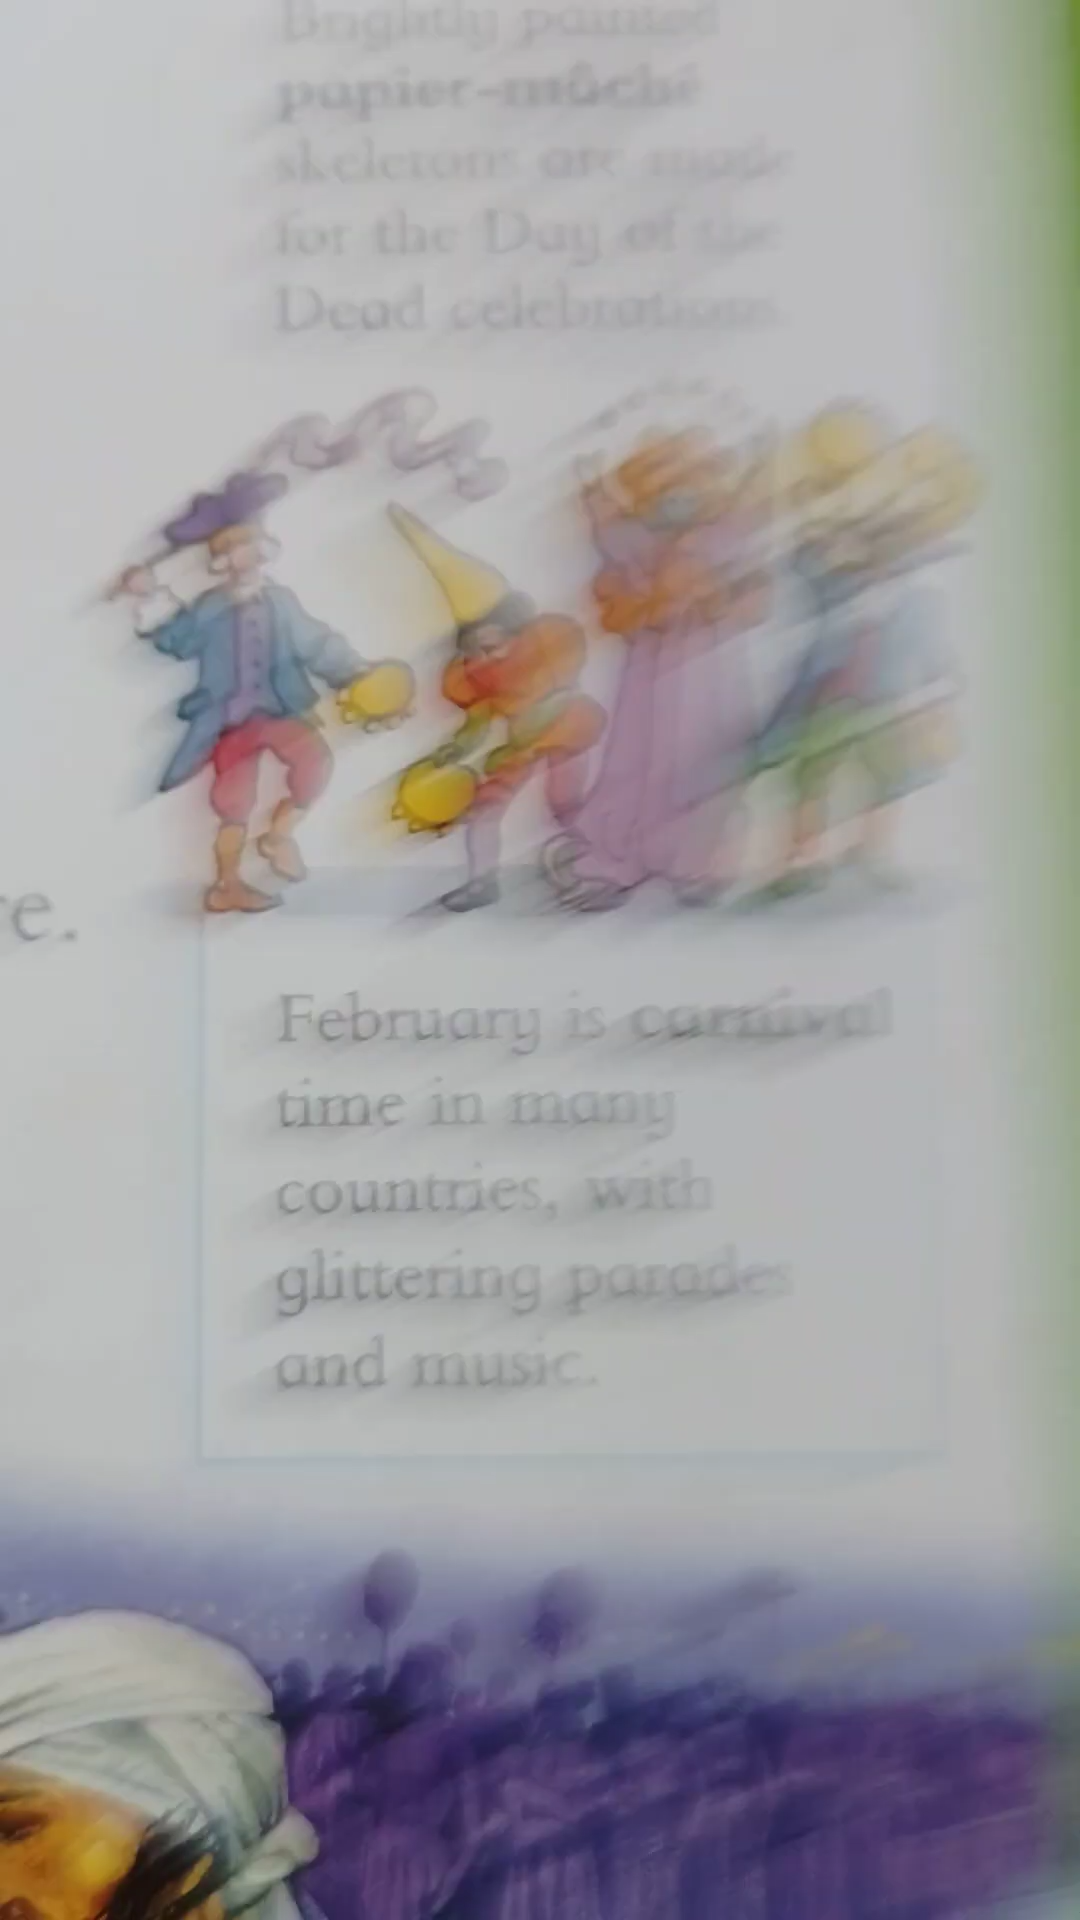 Brightly painted
papier-mâché
skeletons are made
for the Day of the
Dead celebrations.
re.
February is carnival
time in many
countries, with
glittering parades
and music.